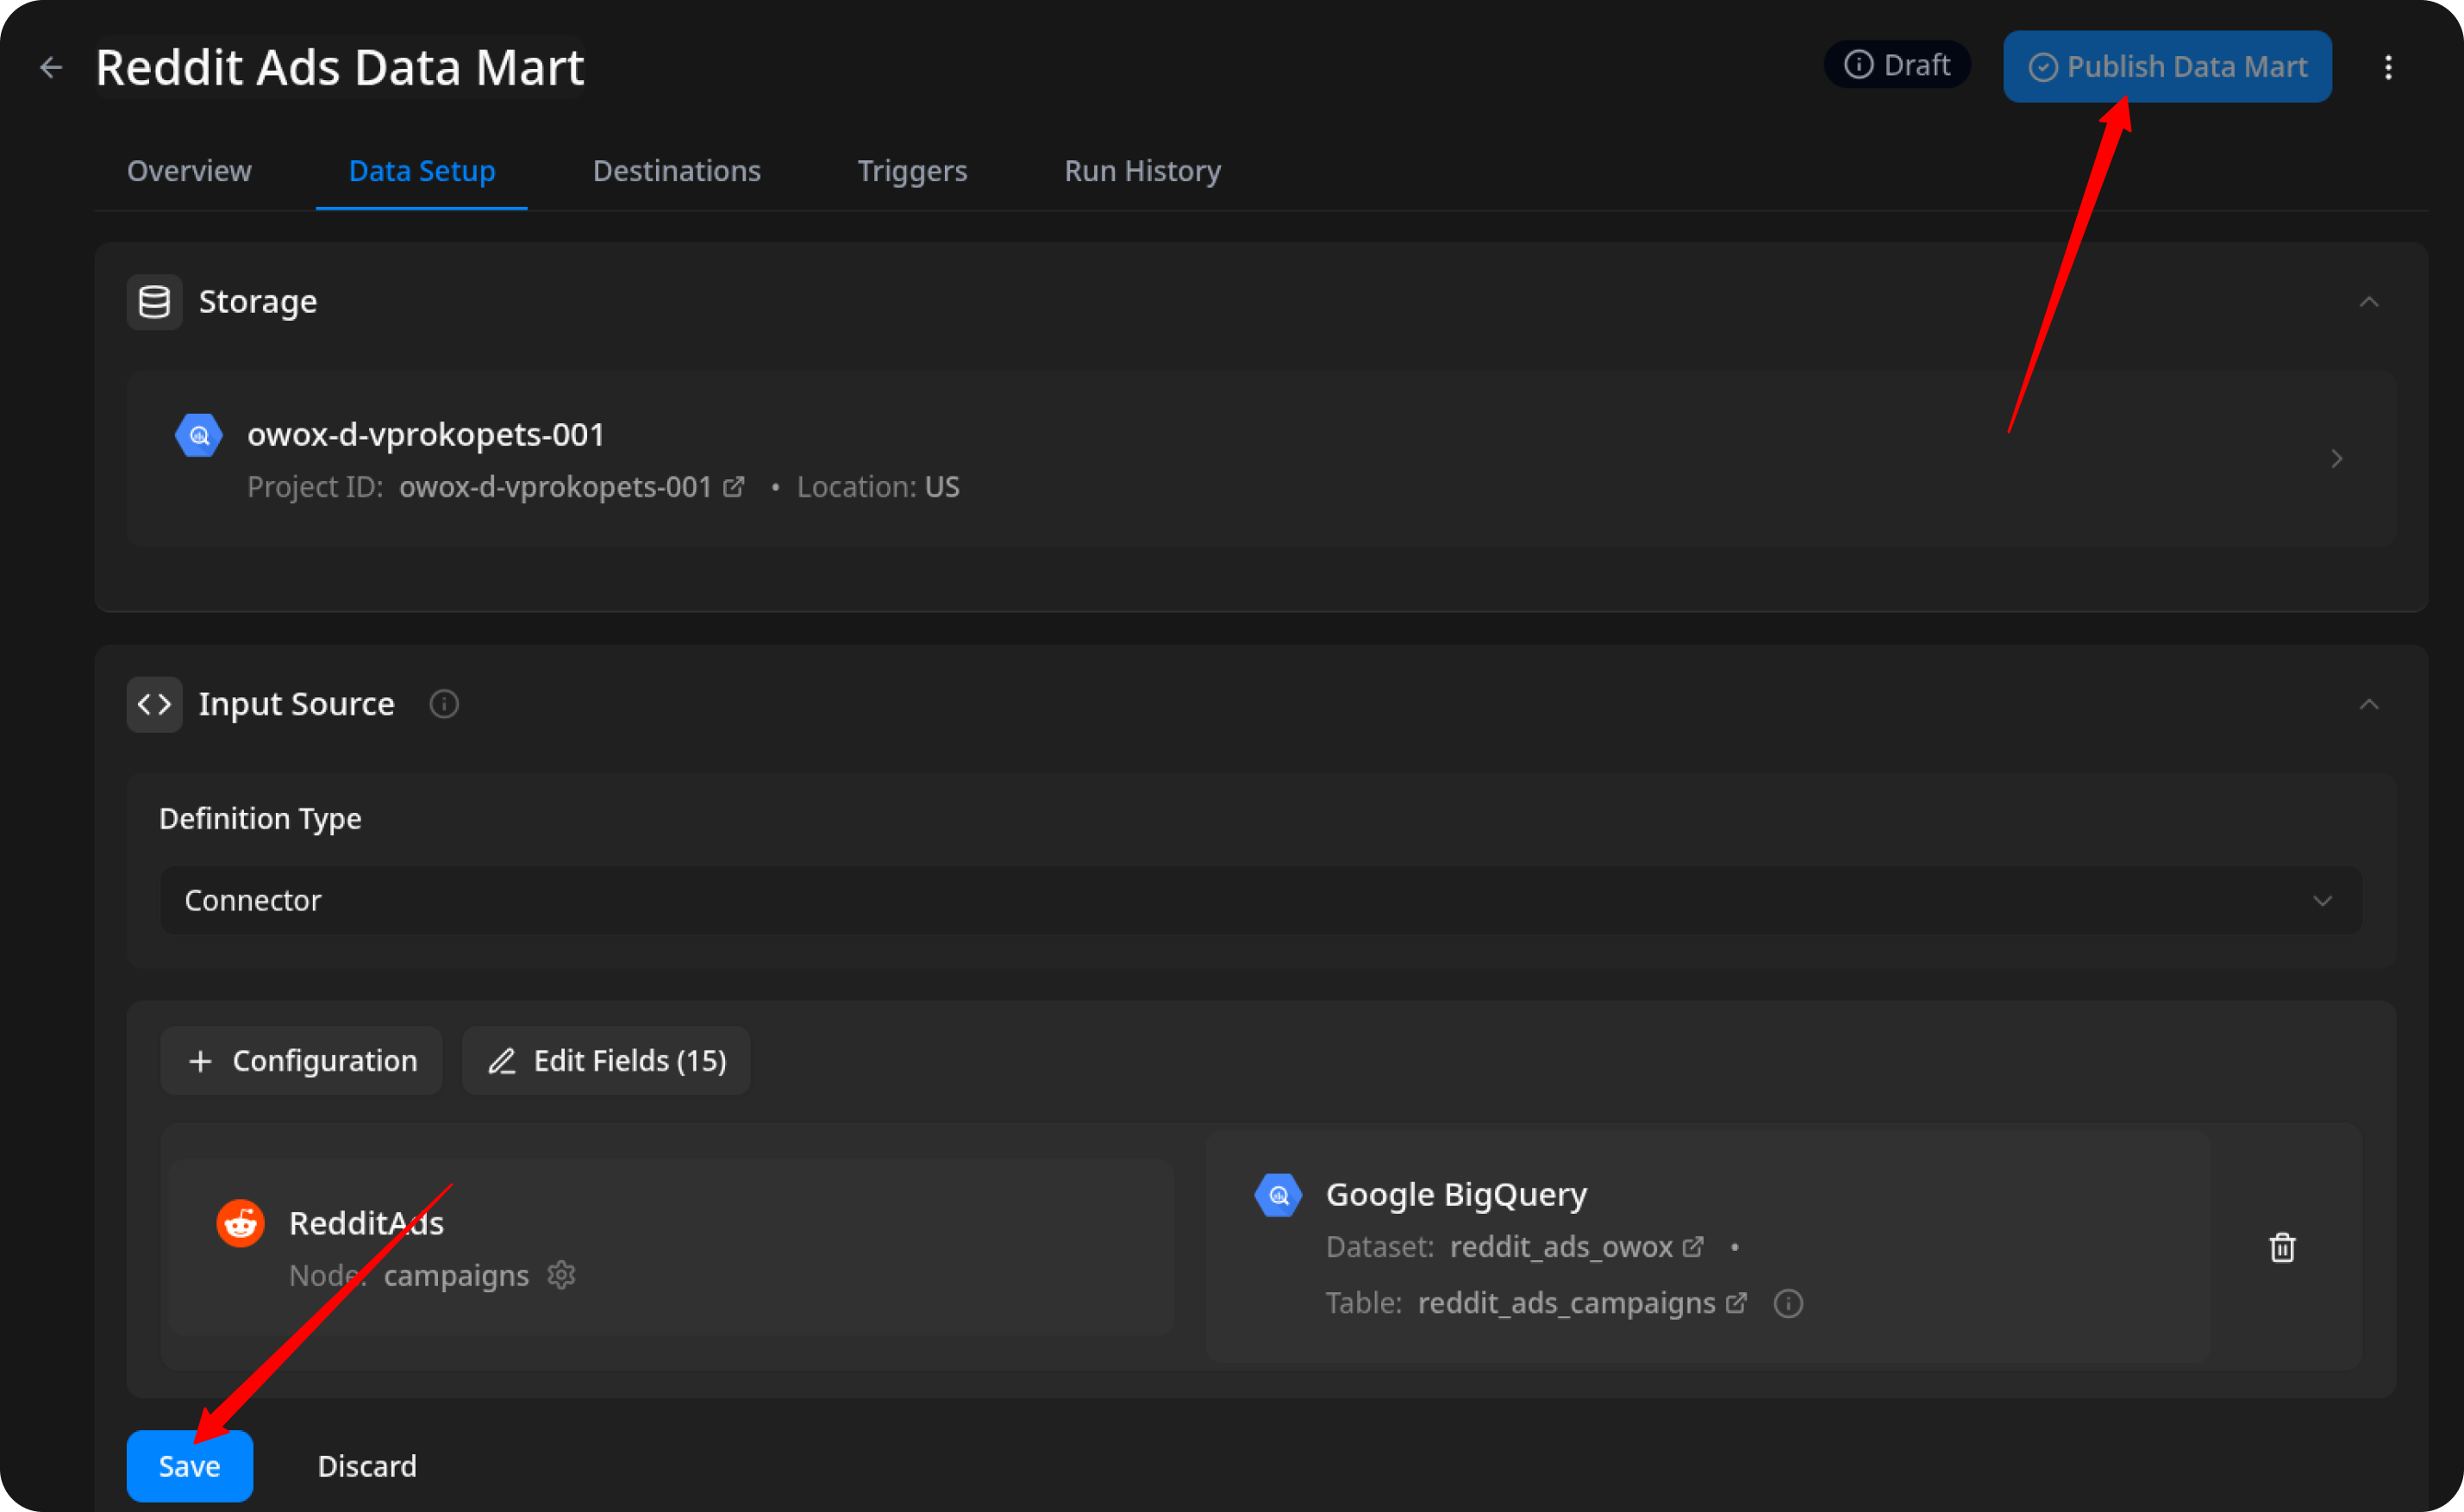 Reddit Ads Data Mart
Draft
Publish Data Mart
Overview
Data Setup
Destinations
Triggers
Run History
Storage
owox-d-vprokopets-001
Project ID: owox-d-vprokopets-001 • Location: US
Input Source
Definition Type
Connector
Configuration
Edit Fields (15)
RedditAds
Node: campaigns
Google BigQuery
Dataset: reddit_ads_owox •
Table: reddit_ads_campaigns
Save
Discard